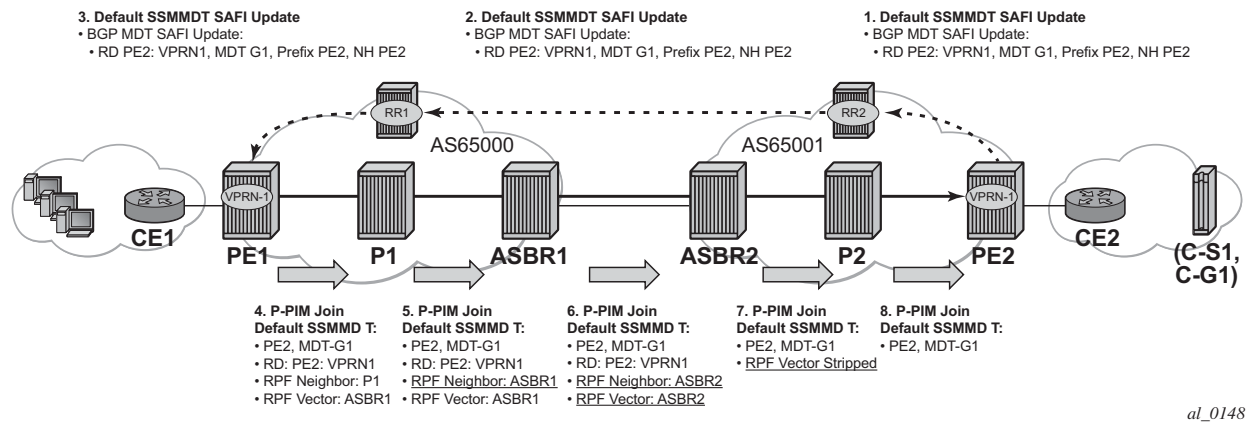 3. Default SSMMDT SAFI Update
• BGP MDT SAFI Update:
• RD PE2: VPRN1, MDT G1, Prefix PE2, NH PE2
2. Default SSMMDT SAFI Update
• BGP MDT SAFI Update:
• RD PE2: VPRN1, MDT G1, Prefix PE2, NH PE2
1. Default SSMMDT SAFI Update
• BGP MDT SAFI Update:
• RD PE2: VPRN1, MDT G1, Prefix PE2, NH PE2
RR1
RR2
AS65000
AS65001
VPRN-1
VPRN-1
CE1
PE1
P1
ASBR1
ASBR2
P2
PE2
CE2
(C-S1,
C-G1)
4. P-PIM Join
Default SSMMD T:
• PE2, MDT-G1
• RD: PE2: VPRN1
• RPF Neighbor: P1
• RPF Vector: ASBR1
5. P-PIM Join
Default SSMMD T:
• PE2, MDT-G1
• RD: PE2: VPRN1
• RPF Neighbor: ASBR1
• RPF Vector: ASBR1
6. P-PIM Join
Default SSMMD T:
• PE2, MDT-G1
• RD: PE2: VPRN1
• RPF Neighbor: ASBR2
• RPF Vector: ASBR2
7. P-PIM Join
Default SSMMD T:
• PE2, MDT-G1
• RPF Vector Stripped
8. P-PIM Join
Default SSMMD T:
• PE2, MDT-G1
al_0148